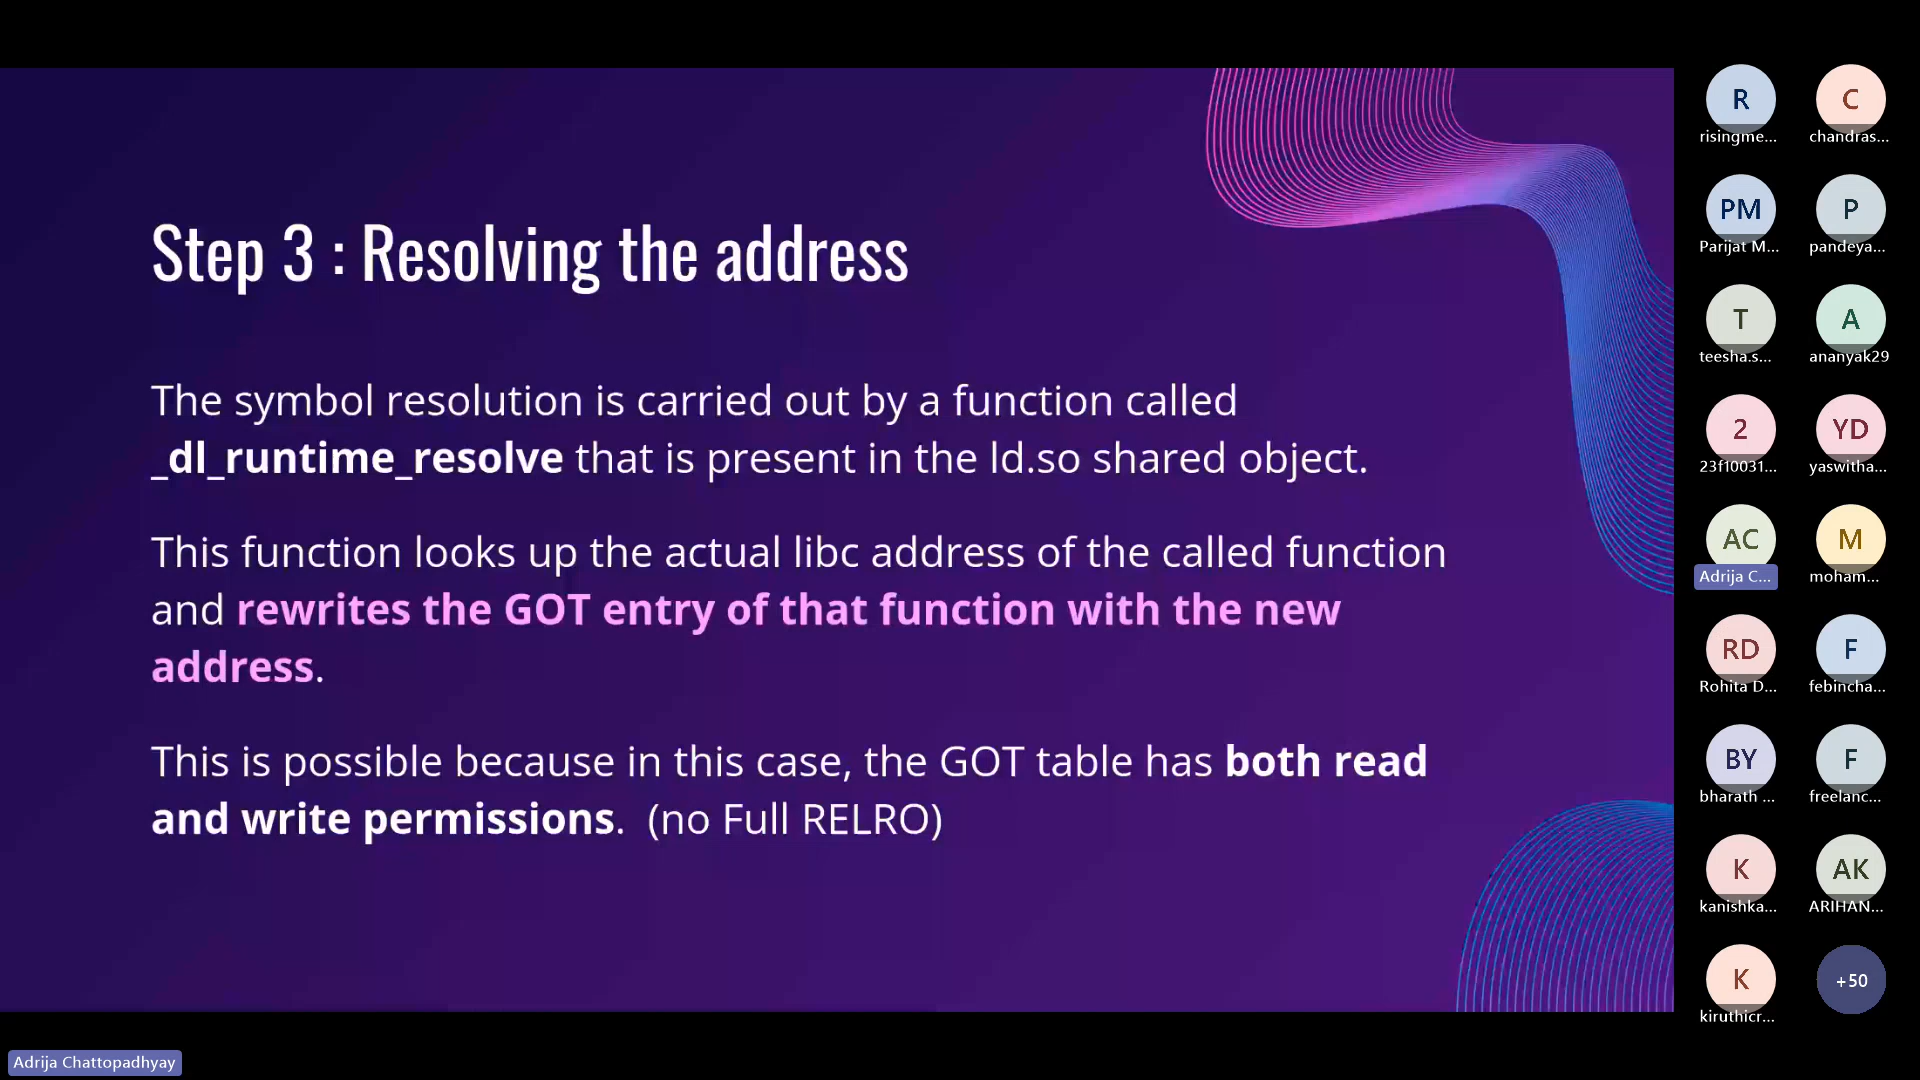 Step 3 : Resolving the address
The symbol resolution is carried out by a function called
_dl_runtime_resolve that is present in the ld.so shared object.
This function looks up the actual libc address of the called function
and rewrites the GOT entry of that function with the new
address.
This is possible because in this case, the GOT table has both read
and write permissions. (no Full RELRO)
R
risingme...
C
chandras...
PM
Parijat M...
P
pandeya...
T
teesha.s...
A
ananyak29
2
23f10031...
YD
yaswitha...
AC
Adrija C...
M
moham...
RD
Rohita D...
F
febincha...
BY
bharath ...
F
freelanc...
K
kanishka...
AK
ARIHAN...
K
kiruthicr...
+50
Adrija Chattopadhyay